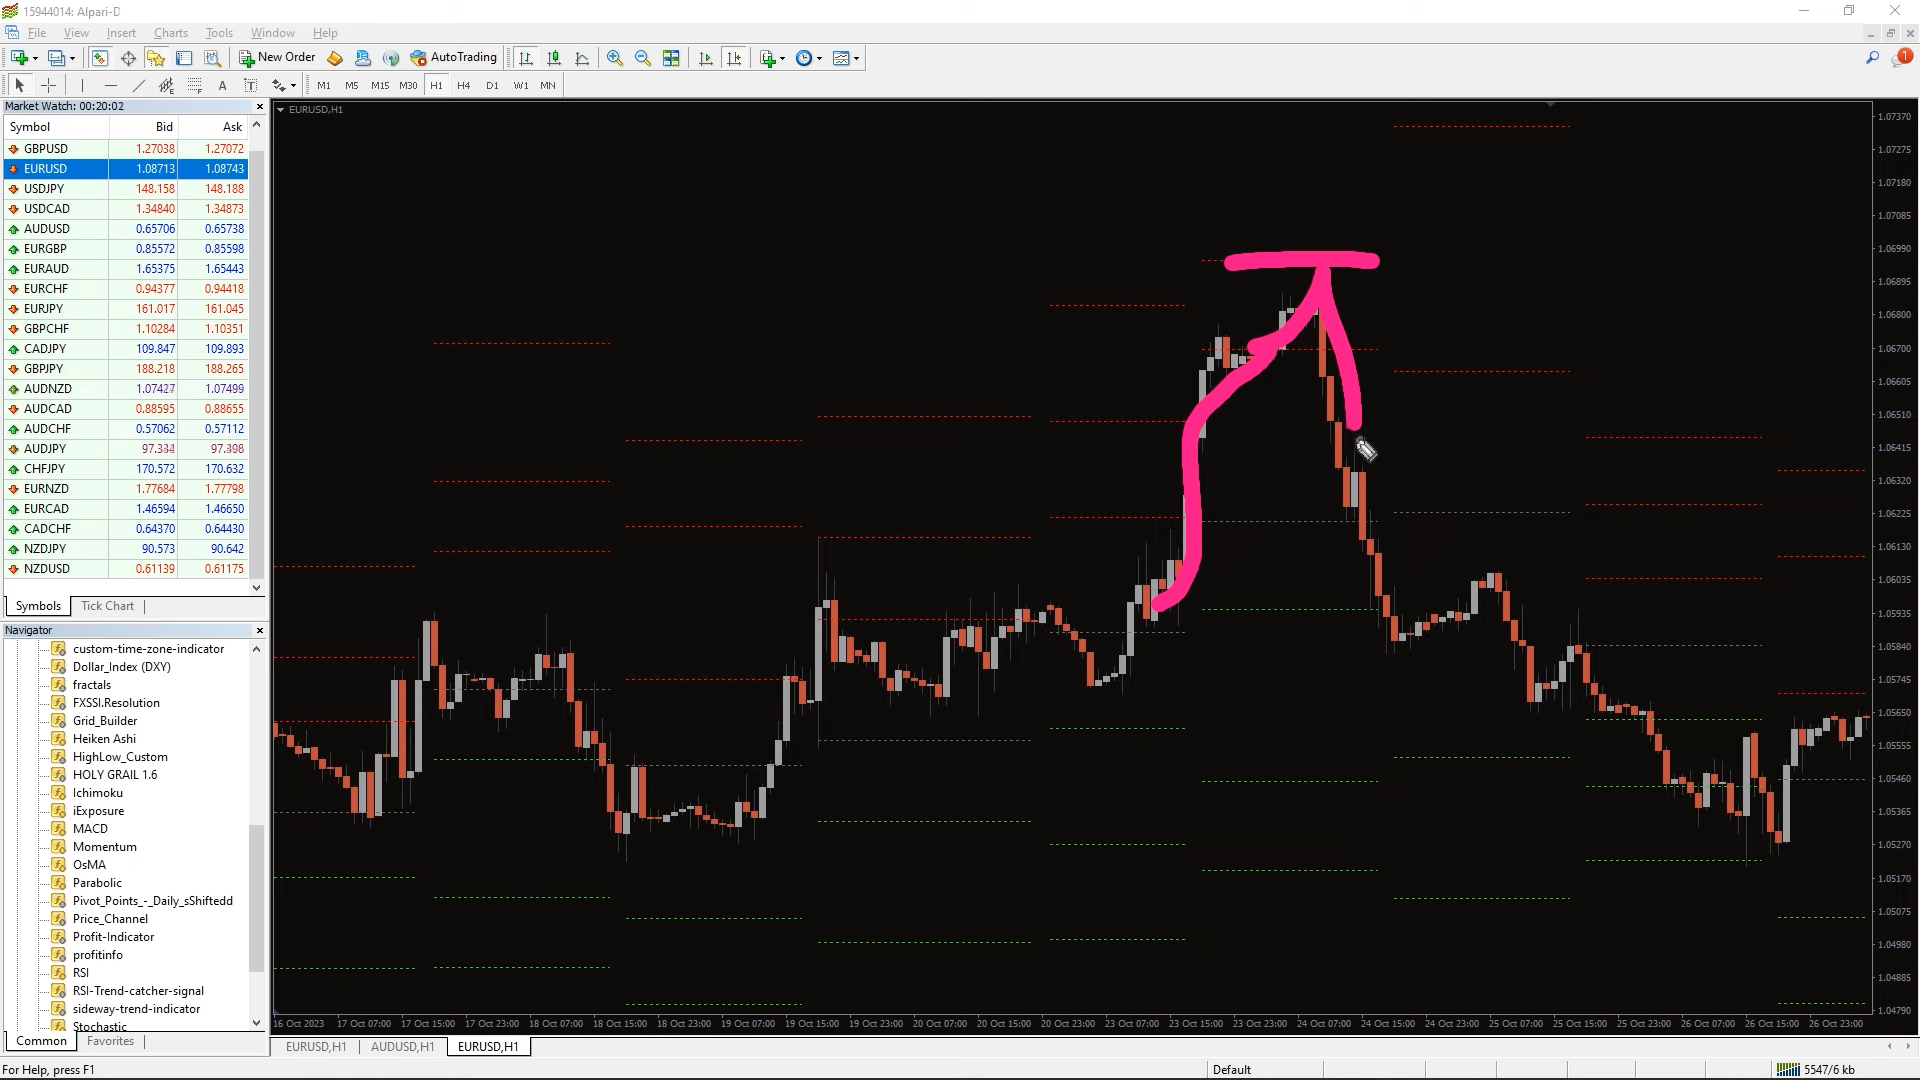 15944014: Alpari-D
File View Insert Charts Tools Window Help
New Order AutoTrading 1
A T M1 M5 M15 M30 H1 H4 D1 W1 MN
Market Watch: 00:20:02
Symbol Bid Ask
GBPUSD 1.27038 1.27072
EURUSD 1.08713 1.08743
USDJPY 148.158 148.188
USDCAD 1.34840 1.34873
AUDUSD 0.65706 0.65738
EURGBP 0.85572 0.85598
EURAUD 1.65375 1.65443
EURCHF 0.94377 0.94418
EURJPY 161.017 161.045
GBPCHF 1.10284 1.10351
CADJPY 109.847 109.893
GBPJPY 188.218 188.265
AUDNZD 1.07499
AUDCAD 0.88595 0.88655
AUDCHF 0.57062 0.57112
AUDJPY
CHFJPY 170.572 170.632
EURNZD 1.77684 1.77798
EURCAD 1.46594 1.46650
CADCHF 0.64370 0.64430
NZDJPY 90.573 90.642
NZDUSD 0.61139 0.61175
Symbols Tick Chart
Navigator
custom-time-zone-indicator
Dollar_Index (DXY)
fractals
FXSSI.Resolution
Grid_Builder
Heiken Ashi
HighLow_Custom
HOLY GRAIL 1.6
Ichimoku
iExposure
MACD
Momentum
OsMA
Parabolic
Pivot_Points_-_Daily_sShiftedd
Price_Channel
Profit-Indicator
profitinfo
RSI
RSI-Trend-catcher-signal
sideway-trend-indicator
Stochastic
Common Favorites
EURUSD,H1
1.07370
1.07275
1.07180
1.07085
1.06990
1.06895
1.06800
1.06700
1.06605
1.06510
1.06415
1.06320
1.06225
1.06130
1.06035
1.05935
1.05840
1.05745
1.05650
1.05555
1.05460
1.05365
1.05270
1.05170
1.05075
1.04980
1.04885
1.04790
16 Oct 2023 17 Oct 07:00 17 Oct 15:00 17 Oct 23:00 18 Oct 07:00 18 Oct 15:00 18 Oct 23:00 19 Oct 07:00 19 Oct 15:00 19 Oct 23:00 20 Oct 07:00 20 Oct 15:00 20 Oct 23:00 23 Oct 07:00 23 Oct 15:00 23 Oct 23:00 24 Oct 07:00 24 Oct 15:00 24 Oct 23:00 25 Oct 07:00 25 Oct 15:00 25 Oct 23:00 26 Oct 07:00 26 Oct 15:00 26 Oct 23:00
EURUSD,H1 AUDUSD,H1 EURUSD,H1
For Help, press F1 Default 5547/6 kb